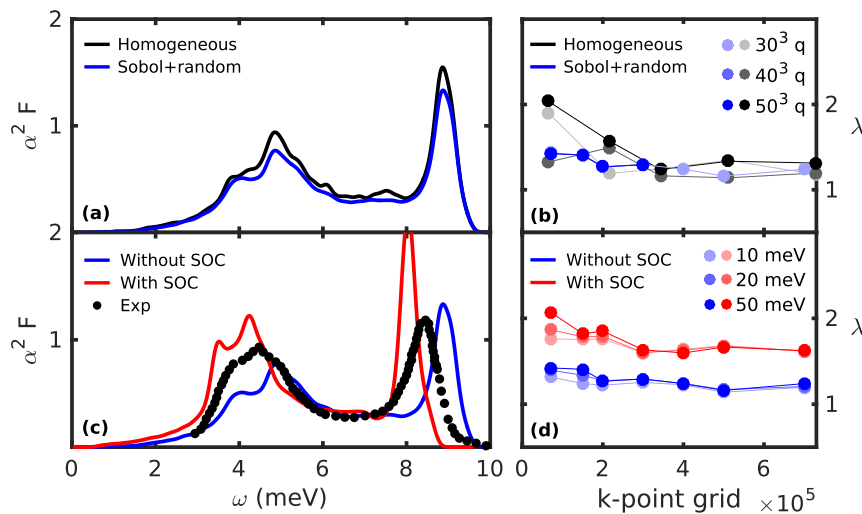 2
1
α² F
Homogeneous
Sobol+random
(a)
Homogeneous
Sobol+random
30³ q
40³ q
50³ q
2
1
λ
(b)
2
1
α² F
Without SOC
With SOC
Exp
(c)
0 2 4 6 8 10
ω (meV)
Without SOC
With SOC
10 meV
20 meV
50 meV
2
1
λ
(d)
0 2 4 6
k-point grid ×10⁵